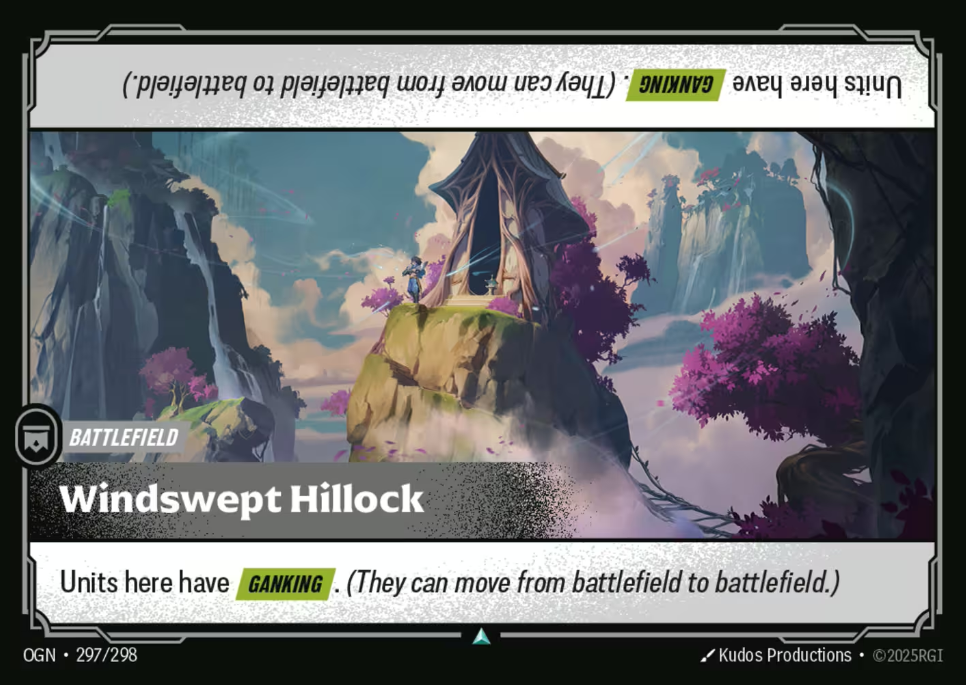 Units here have GANKING. (They can move from battlefield to battlefield.)
BATTLEFIELD
Windswept Hillock
Units here have GANKING. (They can move from battlefield to battlefield.)
OGN • 297/298
Kudos Productions • ©2025RGI